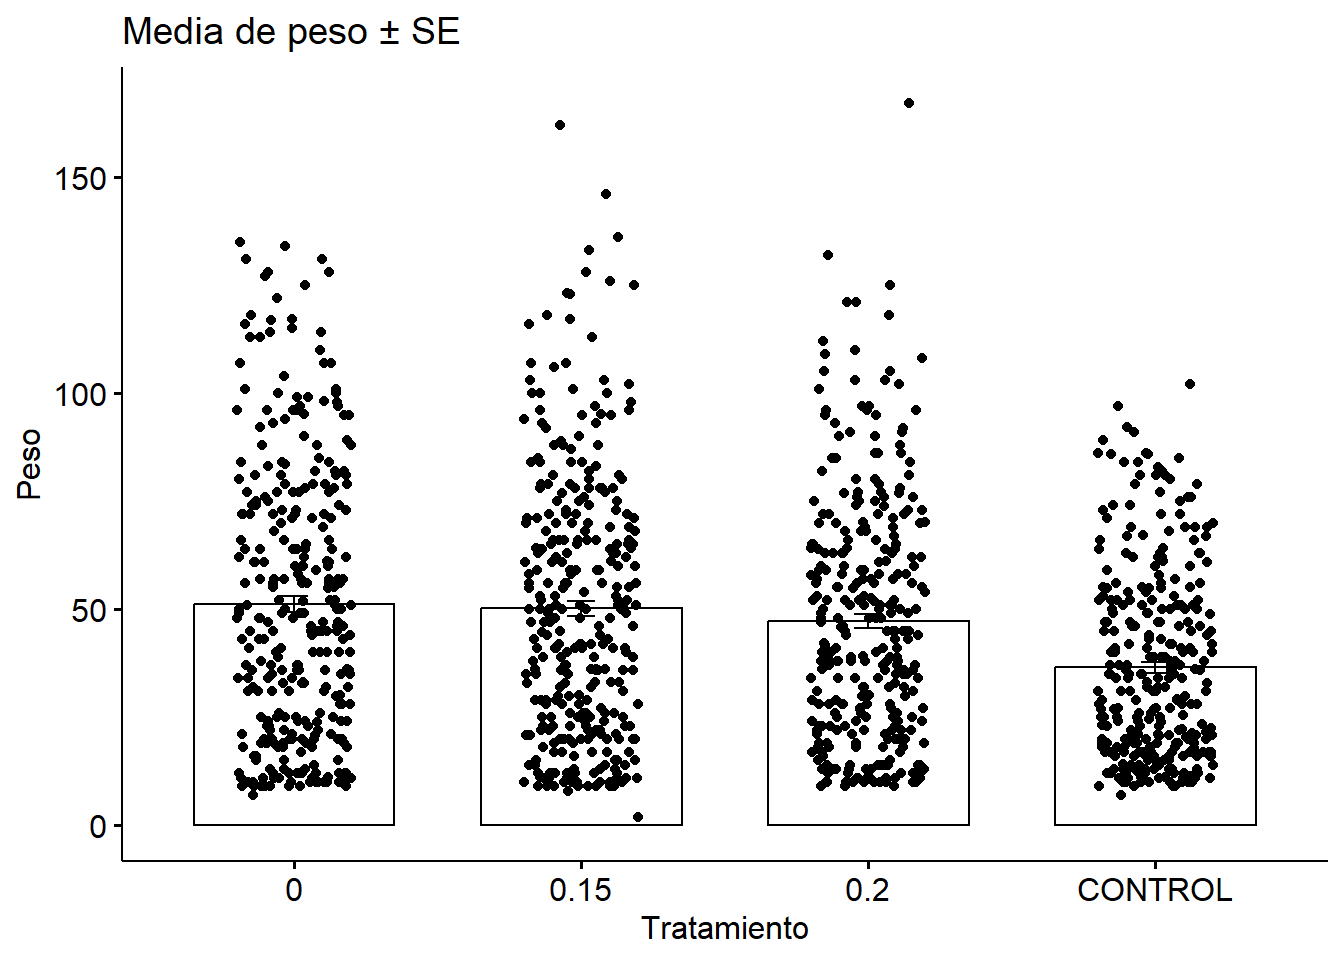 Media de peso ± SE
Peso
150
100
50
0
0 0.15 0.2 CONTROL
Tratamiento